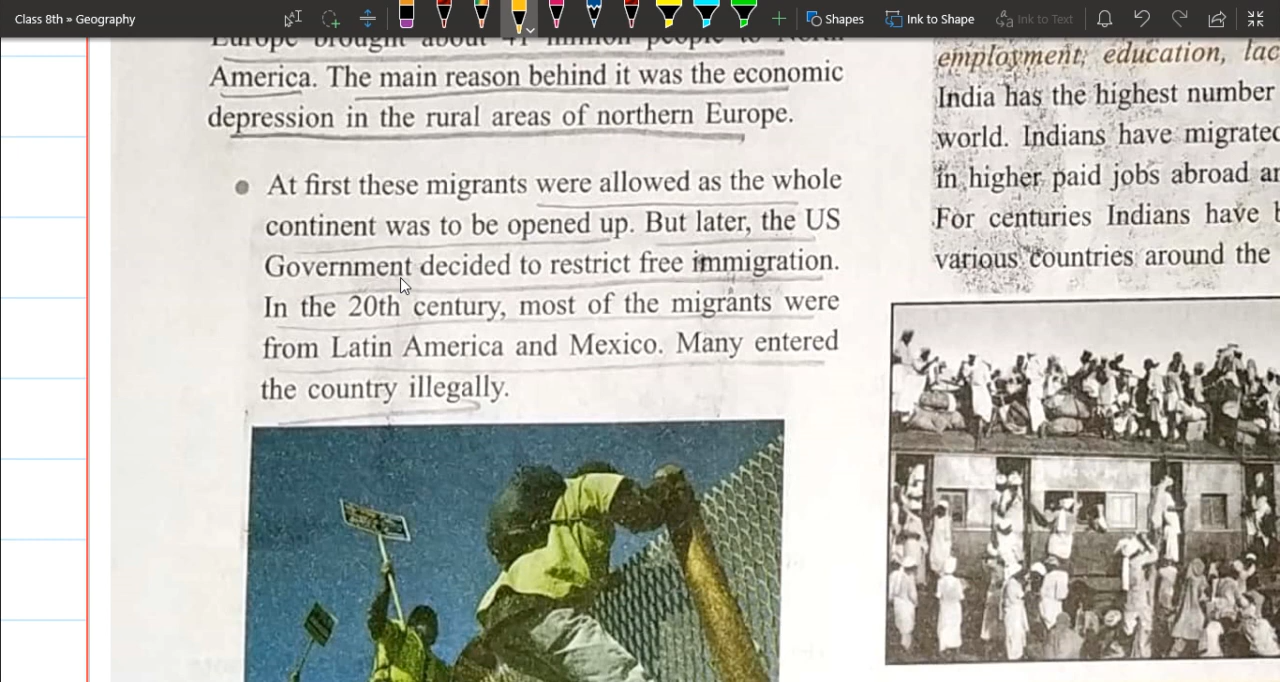 Class 8th » Geography
Shapes
Ink to Shape
Ink to Text
Europe brought about 41 million people to North
America. The main reason behind it was the economic
depression in the rural areas of northern Europe.
At first these migrants were allowed as the whole
continent was to be opened up. But later, the US
Government decided to restrict free immigration.
In the 20th century, most of the migrants were
from Latin America and Mexico. Many entered
the country illegally.
employment, education, lac
India has the highest number
world. Indians have migrated
in higher paid jobs abroad an
For centuries Indians have b
various countries around the